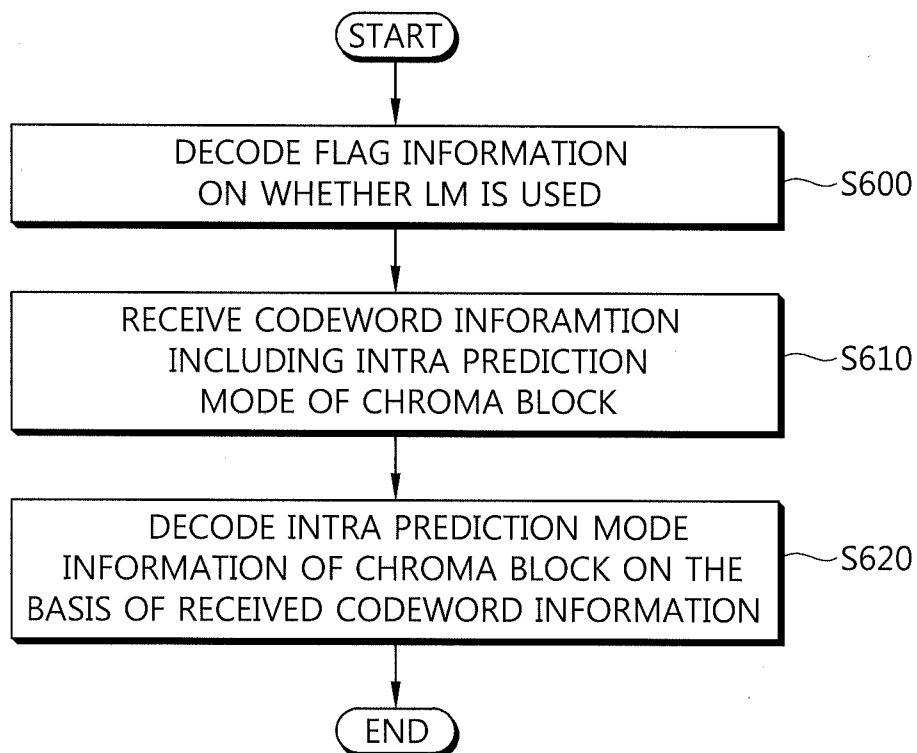 START
DECODE FLAG INFORMATION
ON WHETHER LM IS USED
S600
RECEIVE CODEWORD INFORAMTION
INCLUDING INTRA PREDICTION
MODE OF CHROMA BLOCK
S610
DECODE INTRA PREDICTION MODE
INFORMATION OF CHROMA BLOCK ON THE
BASIS OF RECEIVED CODEWORD INFORMATION
S620
END